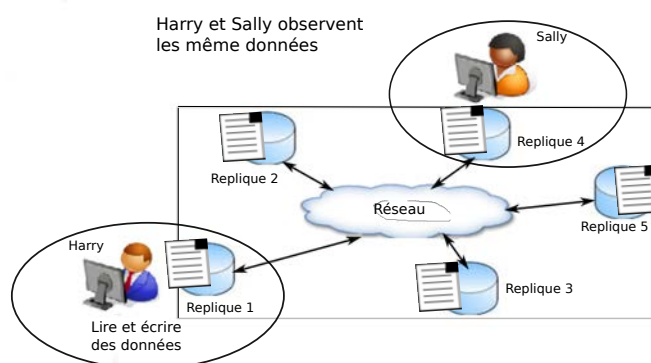 Harry et Sally observent
les même données
Sally
Replique 4
Replique 2
Réseau
Replique 5
Harry
Replique 3
Replique 1
Lire et écrire
des données